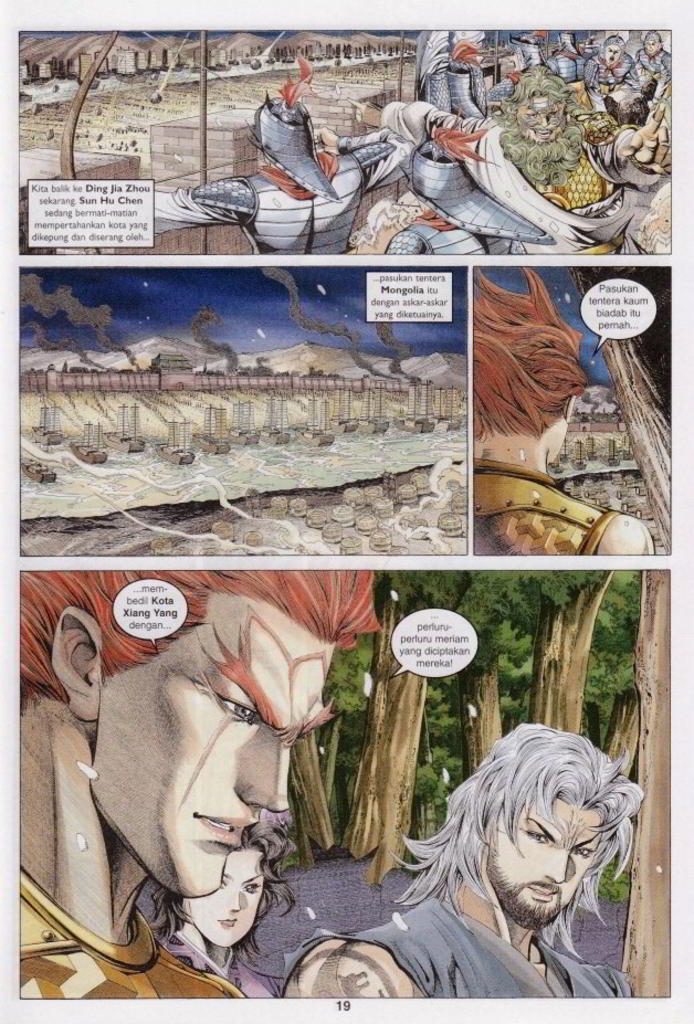 Kita balik ke Ding Jia Zhou
sekarang. Sun Hu Chen
sedang bermati-matian
mempertahankan kota yang
dikepung dan diserang oleh...
...pasukan tentera
Mongolia itu
dengan askar-askar
yang diketuainya.
Pasukan
tentera kaum
biadab itu
pernah...
...mem-
bedil Kota
Xiang Yang
dengan...
...
perluru-
perluru meriam
yang diciptakan
mereka!
19